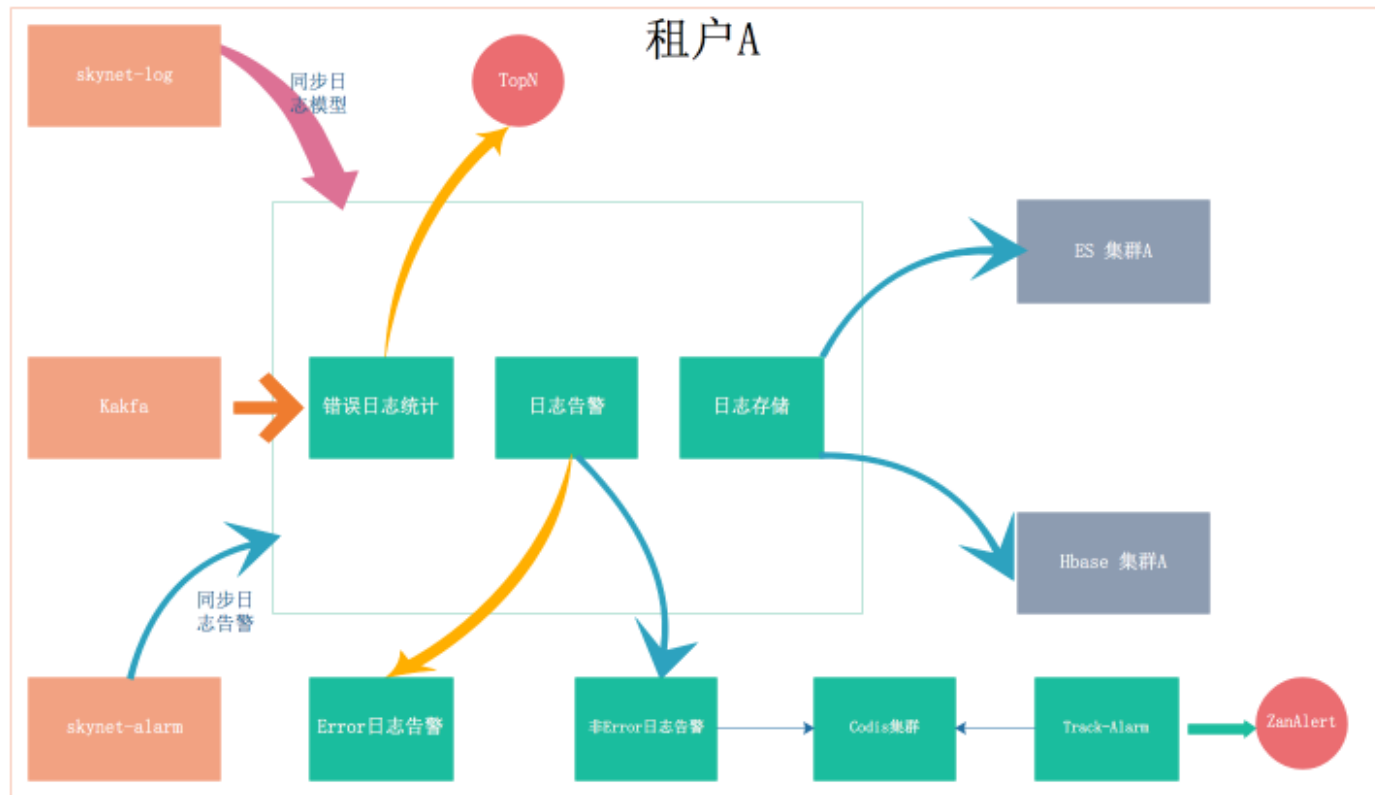 租户A
skynet-log
同步日
志模型
TopN
ES 集群A
Kakfa
错误日志统计
日志告警
日志存储
Hbase 集群A
同步日
志告警
skynet-alarm
Error日志告警
非Error日志告警
Codis集群
Track-Alarm
ZanAlert